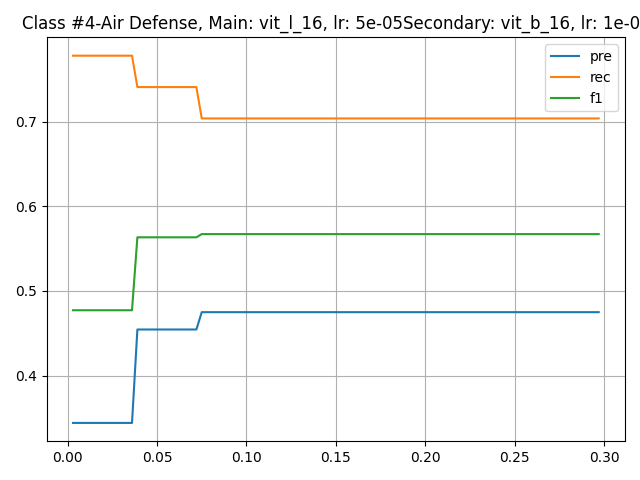 Class #4-Air Defense, Main: vit_l_16, lr: 5e-05Secondary: vit_b_16, lr: 1e-0
pre
rec
f1
0.7
0.6
0.5
0.4
0.00 0.05 0.10 0.15 0.20 0.25 0.30